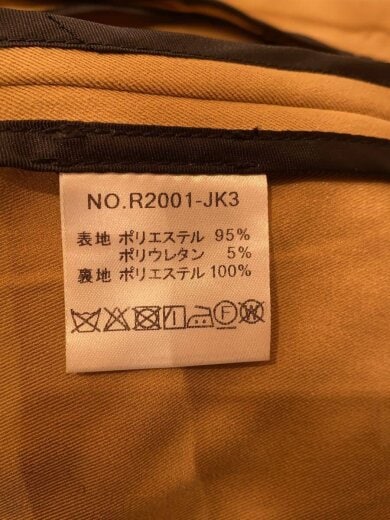 NO.R2001-JK3
表地 ポリエステル 95%
ポリウレタン 5%
裏地 ポリエステル 100%
F W